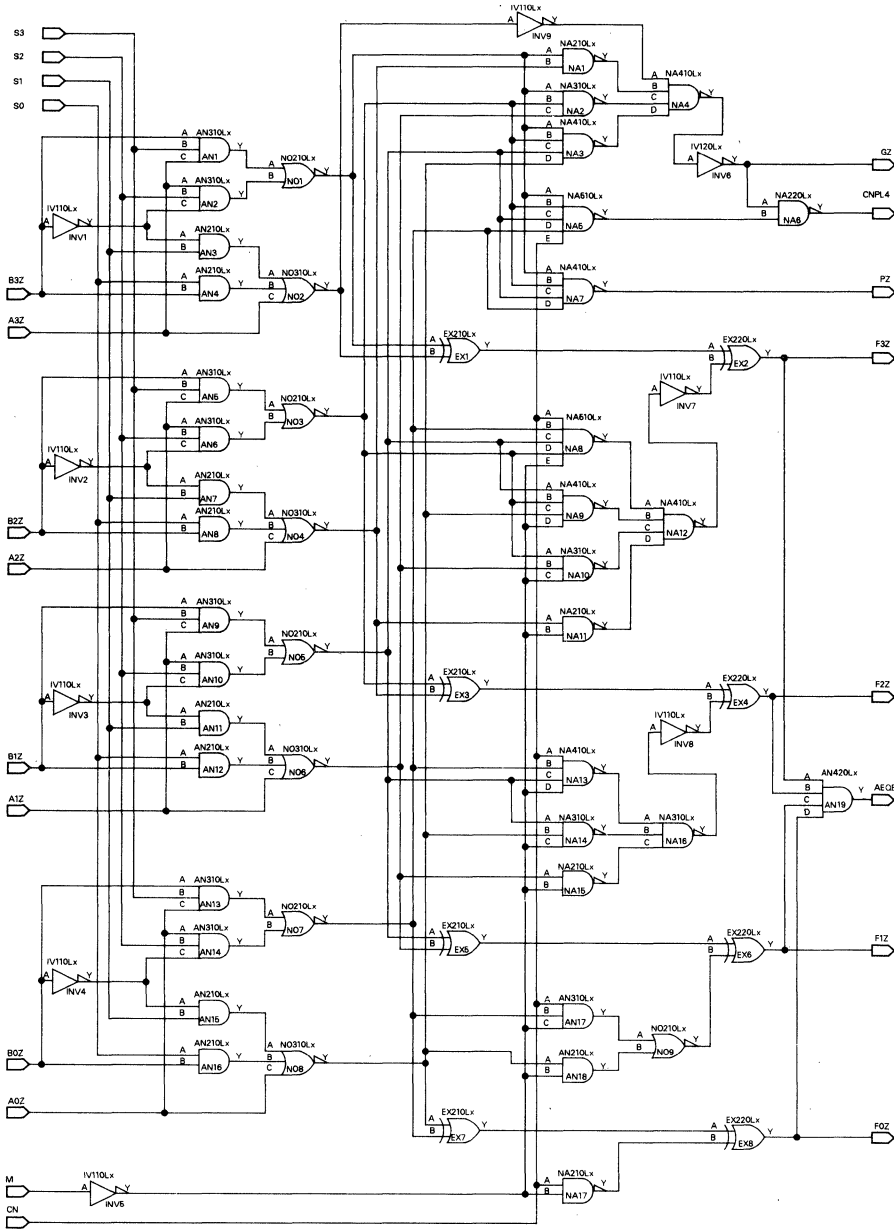 IV110Lx
A Y
INV9
S3
S2
S1
S0
NA210Lx
A B Y
NA1
NA310Lx
A B C Y
NA2
NA410Lx
A B C D Y
NA3
NA410Lx
A B C D Y
NA4
IV120Lx
A Y
INV6
GZ
NA220Lx
A B Y
NA6
CNPL4
NA510Lx
A B C D E Y
NA5
NA410Lx
A B C D Y
NA7
PZ
AN310Lx
A B C Y
AN1
AN310Lx
A B C Y
AN2
NO210Lx
A B Y
NO1
IV110Lx
A Y
INV1
AN210Lx
A B Y
AN3
AN210Lx
A B Y
AN4
NO310Lx
A B C Y
NO2
B3Z
A3Z
EX210Lx
A B Y
EX1
EX220Lx
A B Y
EX2
F3Z
IV110Lx
A Y
INV7
AN310Lx
A B C Y
AN5
AN310Lx
A B C Y
AN6
NO210Lx
A B Y
NO3
IV110Lx
A Y
INV2
AN210Lx
A B Y
AN7
AN210Lx
A B Y
AN8
NO310Lx
A B C Y
NO4
B2Z
A2Z
NA510Lx
A B C D E Y
NA8
NA410Lx
A B C D Y
NA9
NA410Lx
A B C D Y
NA12
NA310Lx
A B C Y
NA10
NA210Lx
A B Y
NA11
AN310Lx
A B C Y
AN9
AN310Lx
A B C Y
AN10
NO210Lx
A B Y
NO5
IV110Lx
A Y
INV3
AN210Lx
A B Y
AN11
AN210Lx
A B Y
AN12
NO310Lx
A B C Y
NO6
B1Z
A1Z
EX210Lx
A B Y
EX3
EX220Lx
A B Y
EX4
F2Z
IV110Lx
A Y
INV8
NA410Lx
A B C D Y
NA13
NA310Lx
A B C Y
NA14
NA310Lx
A B C Y
NA16
NA210Lx
A B Y
NA15
AN420Lx
A B C D Y
AN19
AEQB
AN310Lx
A B C Y
AN13
AN310Lx
A B C Y
AN14
NO210Lx
A B Y
NO7
IV110Lx
A Y
INV4
AN210Lx
A B Y
AN15
AN210Lx
A B Y
AN16
NO310Lx
A B C Y
NO8
B0Z
A0Z
EX210Lx
A B Y
EX5
EX220Lx
A B Y
EX6
F1Z
AN310Lx
A B C Y
AN17
AN210Lx
A B Y
AN18
NO210Lx
A B Y
NO9
EX210Lx
A B Y
EX7
EX220Lx
A B Y
EX8
F0Z
M
IV110Lx
A Y
INV5
NA210Lx
A B Y
NA17
CN